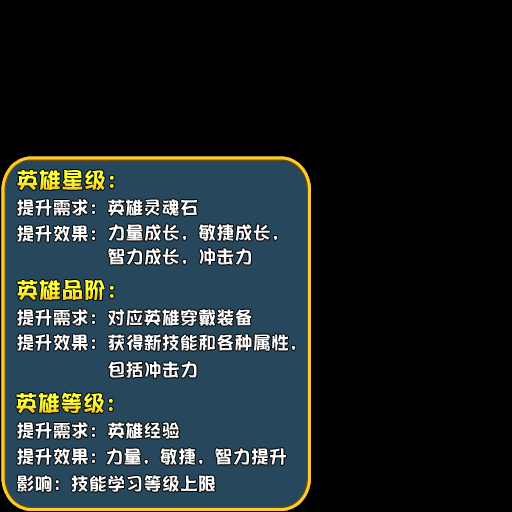 英雄星级：
提升需求：英雄灵魂石
提升效果：力量成长，敏捷成长，
智力成长，冲击力
英雄品阶：
提升需求：对应英雄穿戴装备
提升效果：获得新技能和各种属性，
包括冲击力
英雄等级：
提升需求：英雄经验
提升效果：力量，敏捷，智力提升
影响：技能学习等级上限